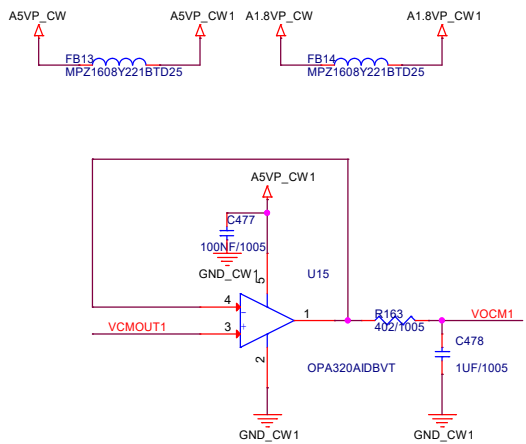 A5VP_CW A5VP_CW1 A1.8VP_CW A1.8VP_CW1
FB13 FB14
MPZ1608Y221BTD25 MPZ1608Y221BTD25
A5VP_CW1
C477
100NF/1005
GND_CW1
5
U15
4
1
R163
VOCM1
VCMOUT1
3
402/1005
C478
2
OPA320AIDBVT
1UF/1005
GND_CW1 GND_CW1